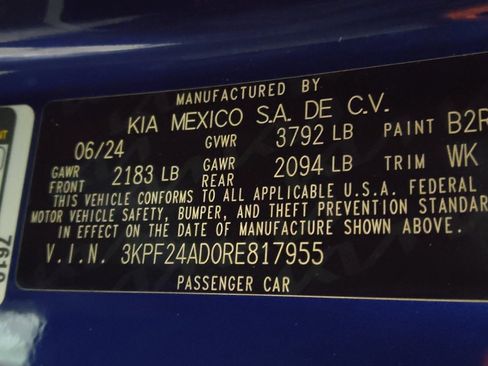 MANUFACTURED BY
KIA MEXICO S.A. DE C.V.
06/24 GVWR 3792 LB PAINT B2R
GAWR FRONT 2183 LB GAWR REAR 2094 LB TRIM WK
THIS VEHICLE CONFORMS TO ALL APPLICABLE U.S.A. FEDERAL
MOTOR VEHICLE SAFETY, BUMPER, AND THEFT PREVENTION STANDARD
IN EFFECT ON THE DATE OF MANUFACTURE SHOWN ABOVE.
V.I.N. 3KPF24AD0RE817955
PASSENGER CAR